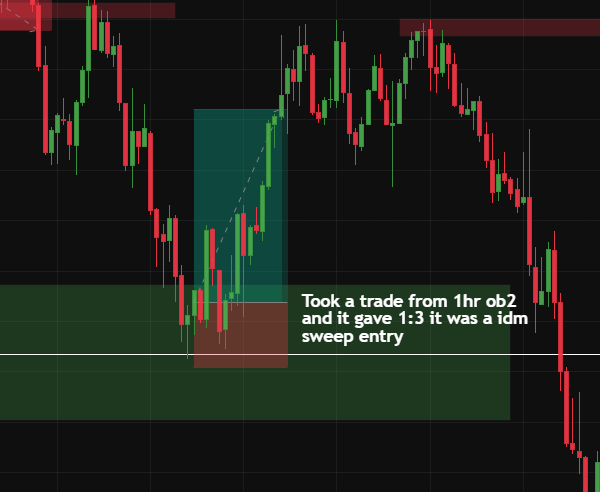 Took a trade from 1hr ob2
and it gave 1:3 it was a idm
sweep entry